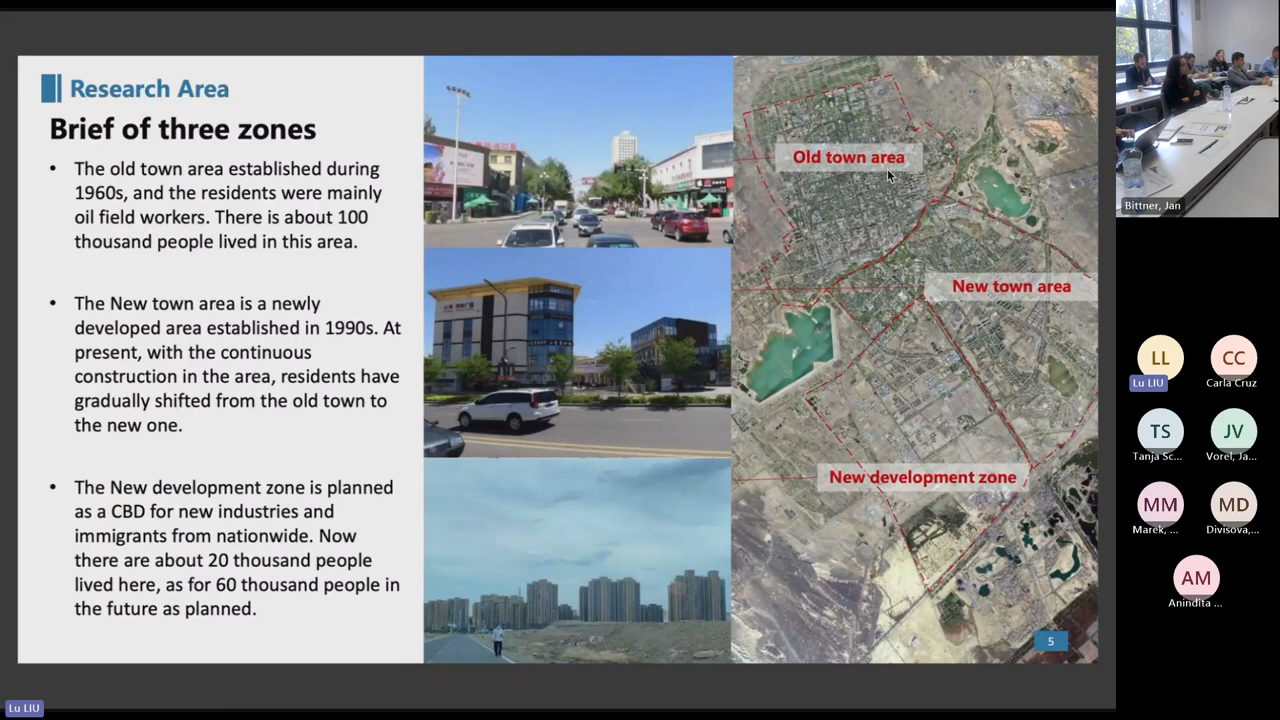 Research Area
Brief of three zones
• The old town area established during
1960s, and the residents were mainly
oil field workers. There is about 100
thousand people lived in this area.
• The New town area is a newly
developed area established in 1990s. At
present, with the continuous
construction in the area, residents have
gradually shifted from the old town to
the new one.
• The New development zone is planned
as a CBD for new industries and
immigrants from nationwide. Now
there are about 20 thousand people
lived here, as for 60 thousand people in
the future as planned.
Old town area
New town area
New development zone
5
Bittner, Jan
LL
Lu LIU
CC
Carla Cruz
TS
Tanja Sc...
JV
Vorel, Ja...
MM
Marek, ...
MD
Divisova,...
AM
Anindita ...
Lu LIU